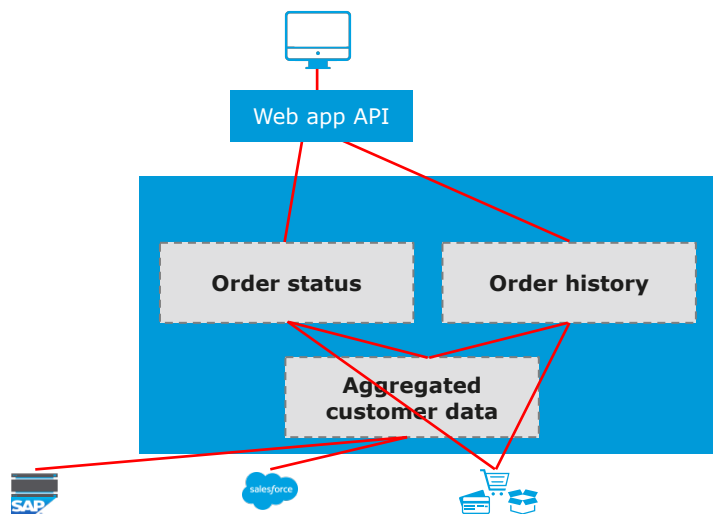 Web app API
Order status
Order history
Aggregated
customer data
SAP
salesforce